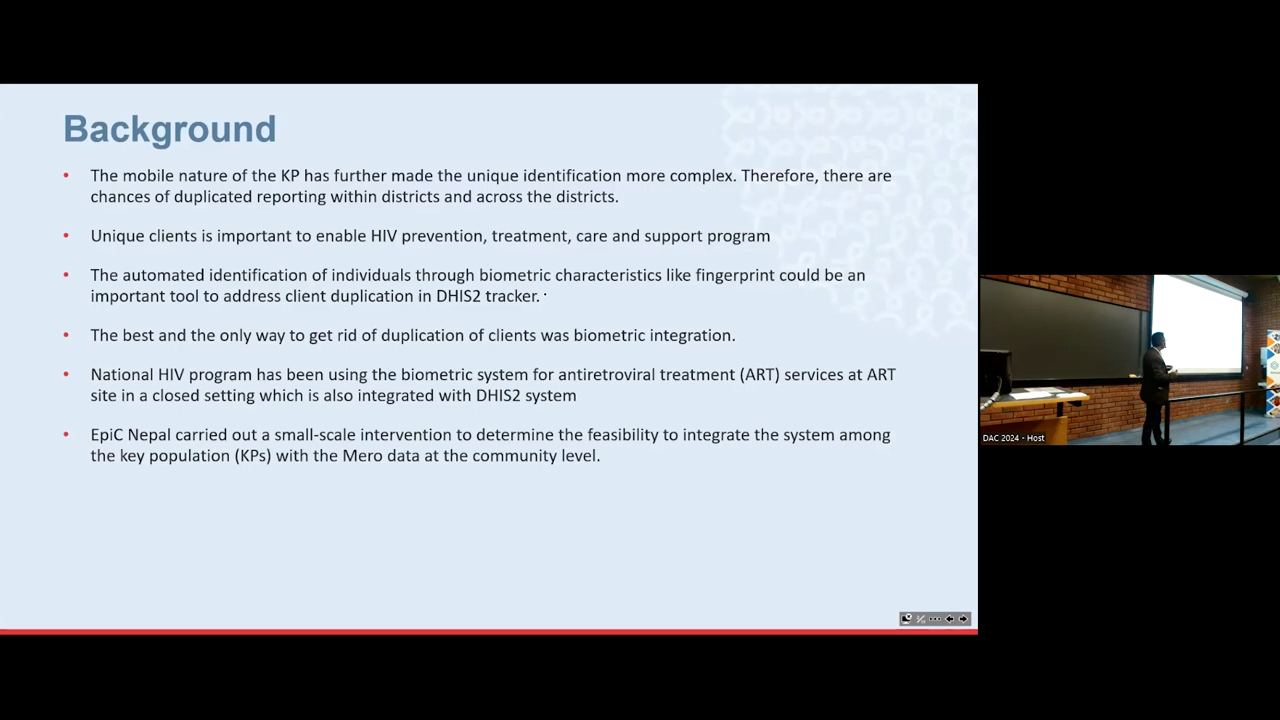 Background
• The mobile nature of the KP has further made the unique identification more complex. Therefore, there are
chances of duplicated reporting within districts and across the districts.
• Unique clients is important to enable HIV prevention, treatment, care and support program
• The automated identification of individuals through biometric characteristics like fingerprint could be an
important tool to address client duplication in DHIS2 tracker.
• The best and the only way to get rid of duplication of clients was biometric integration.
• National HIV program has been using the biometric system for antiretroviral treatment (ART) services at ART
site in a closed setting which is also integrated with DHIS2 system
• EpiC Nepal carried out a small-scale intervention to determine the feasibility to integrate the system among
the key population (KPs) with the Mero data at the community level.
DAC 2024 - Host